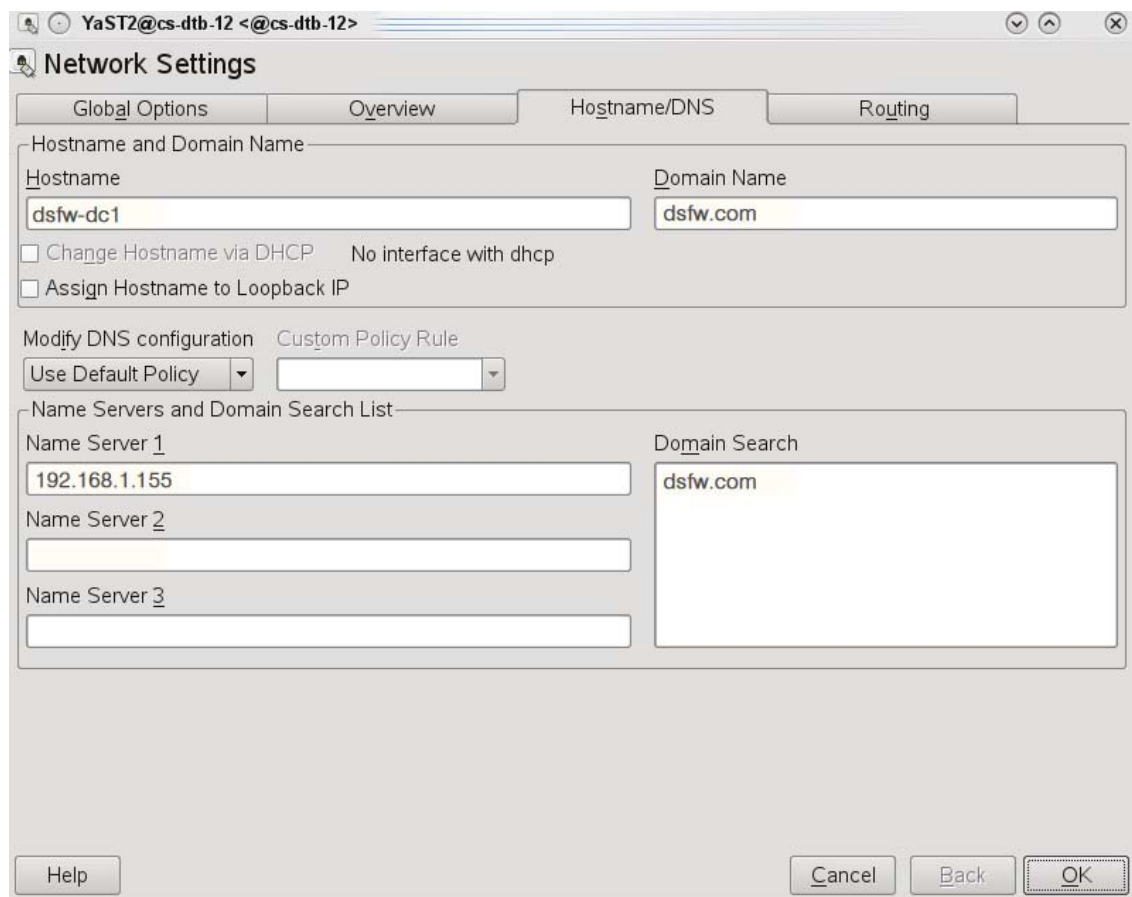 YaST2@cs-dtb-12 <@cs-dtb-12>
Network Settings
Global Options Overview Hostname/DNS Routing
Hostname and Domain Name
Hostname Domain Name
dsfw-dc1 dsfw.com
Change Hostname via DHCP No interface with dhcp
Assign Hostname to Loopback IP
Modify DNS configuration Custom Policy Rule
Use Default Policy
Name Servers and Domain Search List
Name Server 1 Domain Search
192.168.1.155 dsfw.com
Name Server 2
Name Server 3
Help Cancel Back OK